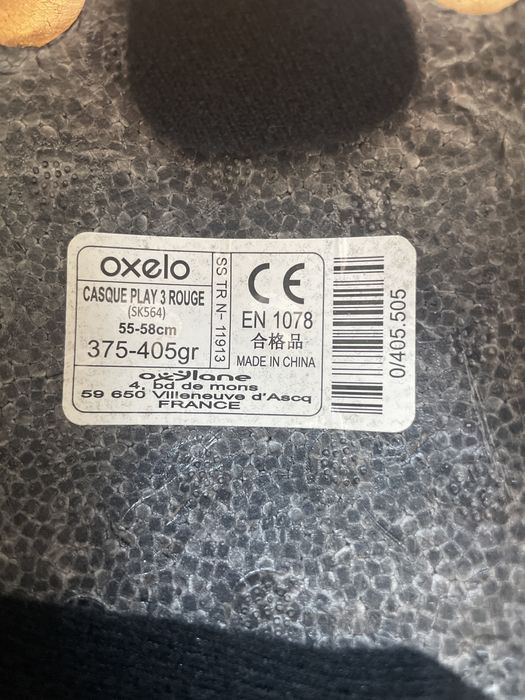 oxelo
CASQUE PLAY 3 ROUGE
(SK564)
55-58cm
375-405gr
SS TR N- 11913
CE
EN 1078
合格品
MADE IN CHINA
oxylane
4, bd de mons
59 650 Villeneuve d'Ascq
FRANCE
0/405.505